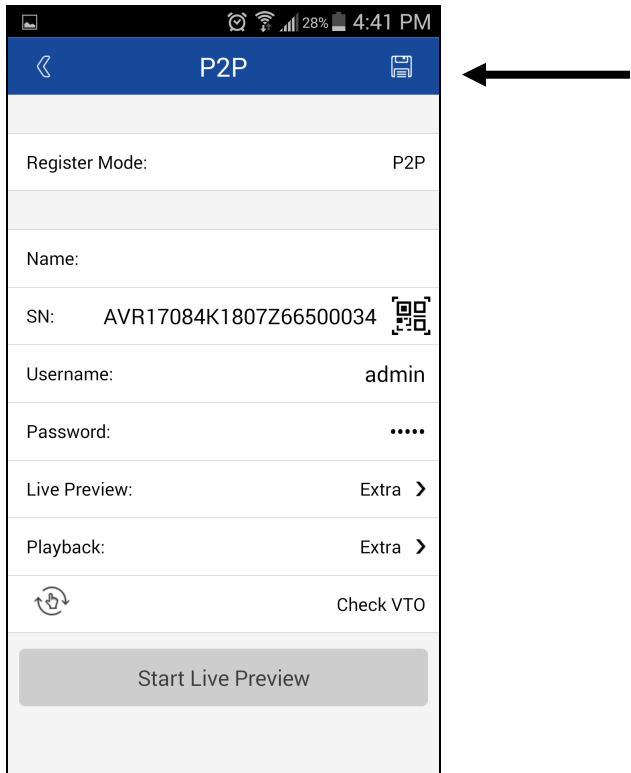 28% 4:41 PM
P2P
Register Mode: P2P
Name:
SN: AVR17084K1807Z66500034
Username: admin
Password: •••••
Live Preview: Extra
Playback: Extra
Check VTO
Start Live Preview